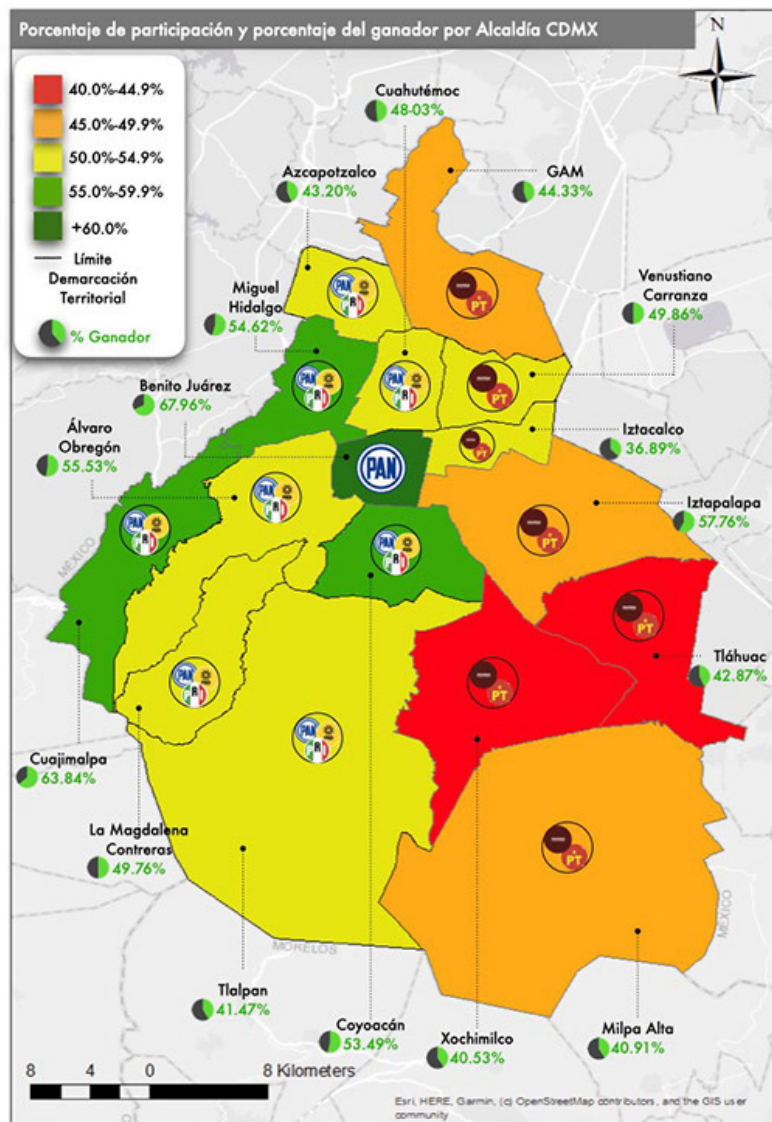 Porcentaje de participación y porcentaje del ganador por Alcaldía CDMX
N
40.0%-44.9%
45.0%-49.9%
50.0%-54.9%
55.0%-59.9%
+60.0%
Límite
Demarcación
Territorial
% Ganador
Cuahutémoc
48-03%
Azcapotzalco
43.20%
GAM
44.33%
Miguel
Hidalgo
54.62%
Venustiano
Carranza
49.86%
Benito Juárez
67.96%
Álvaro
Obregón
55.53%
Iztacalco
36.89%
Iztapalapa
57.76%
PAN
PT
MÉXICO
Tláhuac
42.87%
Cuajimalpa
63.84%
La Magdalena
Contreras
49.76%
MORELOS
MÉXICO
Tlalpan
41.47%
Coyoacán
53.49%
Xochimilco
40.53%
Milpa Alta
40.91%
8 4 0 8 Kilometers
Esri, HERE, Garmin, (c) OpenStreetMap contributors, and the GIS user
community